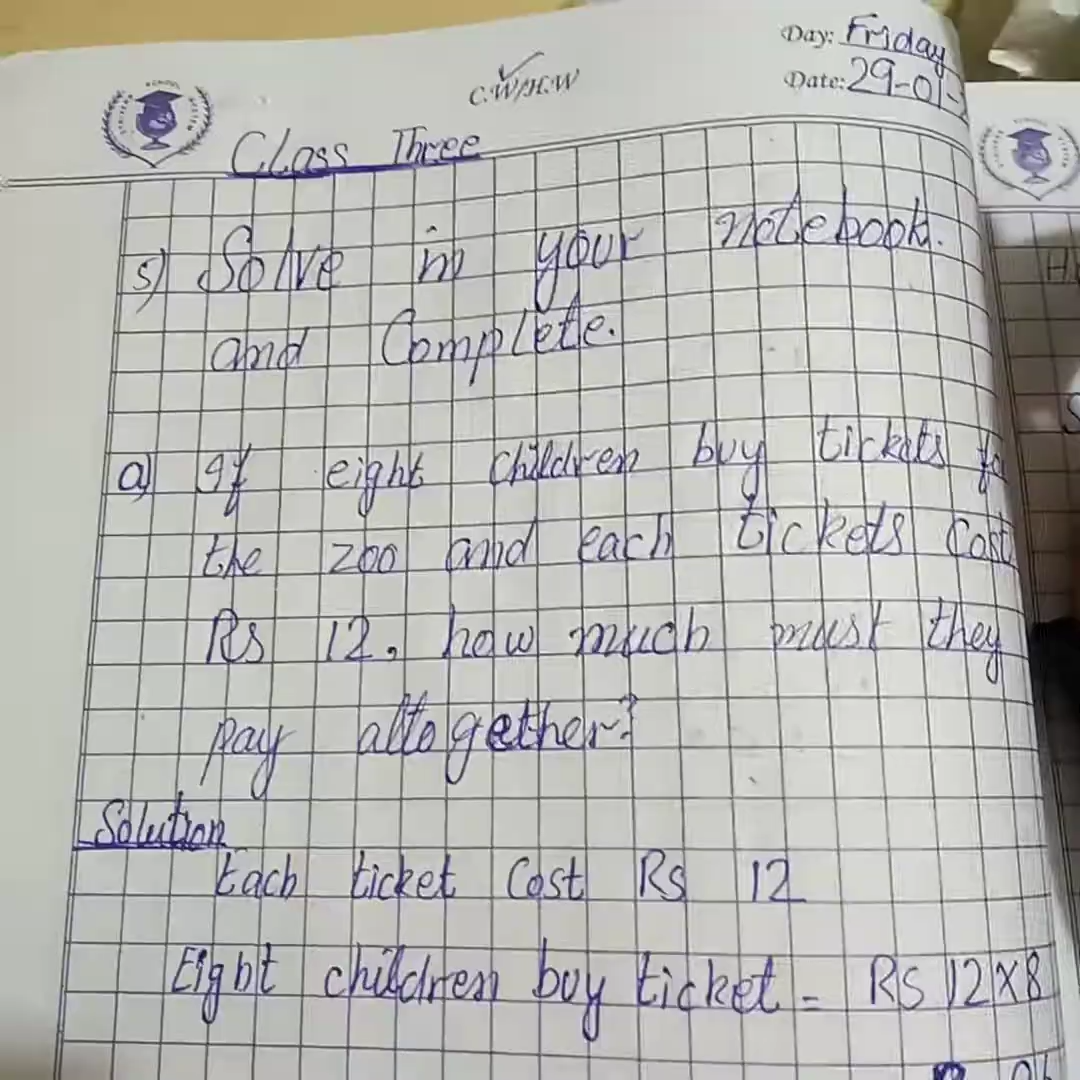 Day: Friday
C.W/H.W
Date: 29-01-
Class Three
5) Solve in your notebook.
and Complete.
a) If eight children buy tickets for
the zoo and each tickets Cost
Rs 12, how much must they
pay altogether?
Solution
Each ticket Cost Rs 12
Eight children buy ticket = Rs 12×8